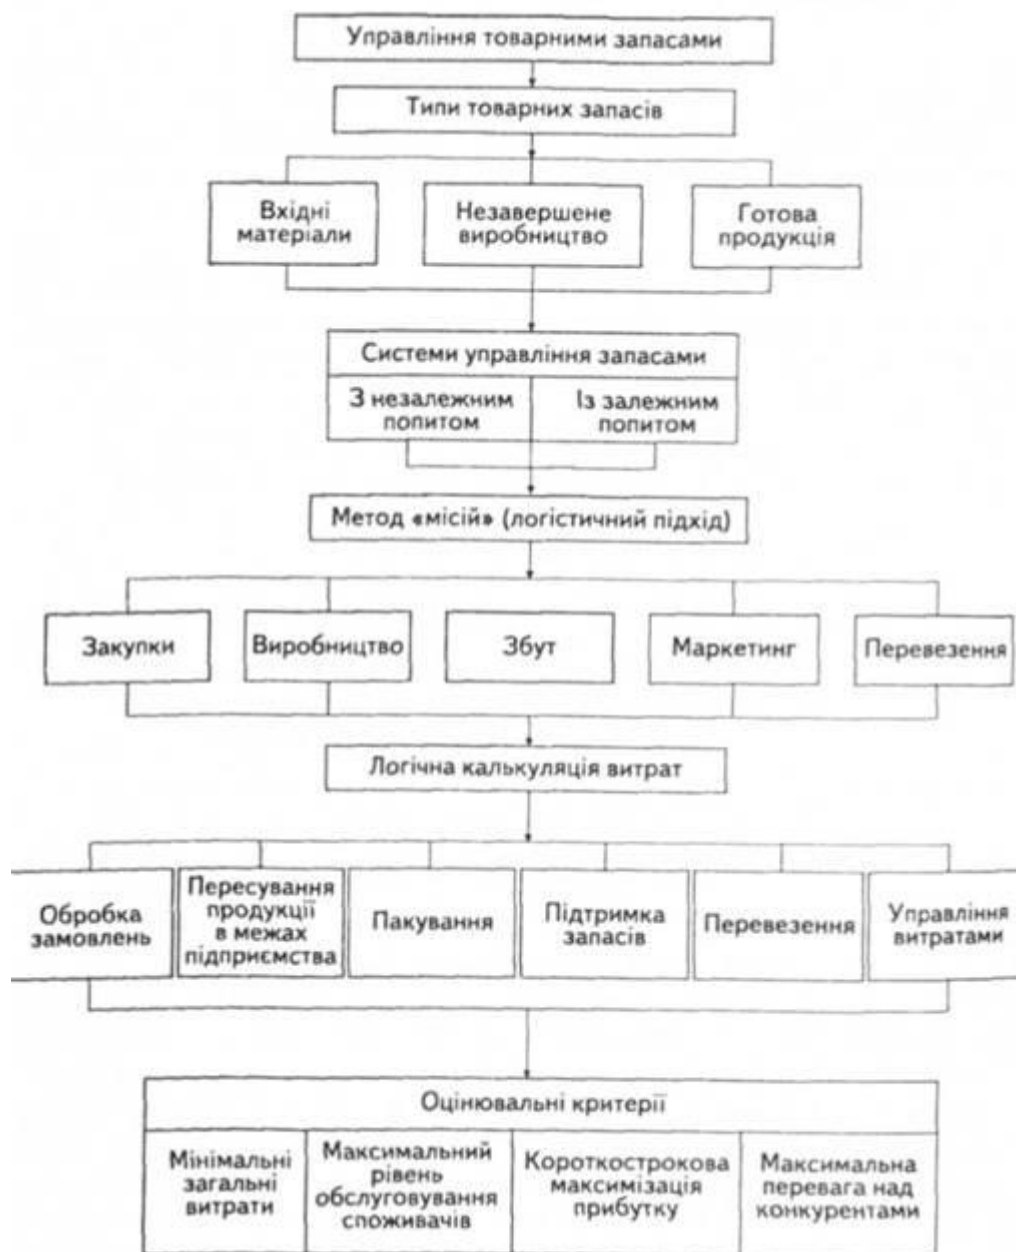 Управління товарними запасами
Типи товарних запасів
Вхідні
матеріали
Незавершене
виробництво
Готова
продукція
Системи управління запасами
З незалежним
попитом
Із залежним
попитом
Метод «місій» (логістичний підхід)
Закупки
Виробництво
Збут
Маркетинг
Перевезення
Логічна калькуляція витрат
Обробка
замовлень
Пересування
продукції
в межах
підприємства
Пакування
Підтримка
запасів
Перевезення
Управління
витратами
Оцінювальні критерії
Мінімальні
загальні
витрати
Максимальний
рівень
обслуговування
споживачів
Короткострокова
максимізація
прибутку
Максимальна
перевага над
конкурентами